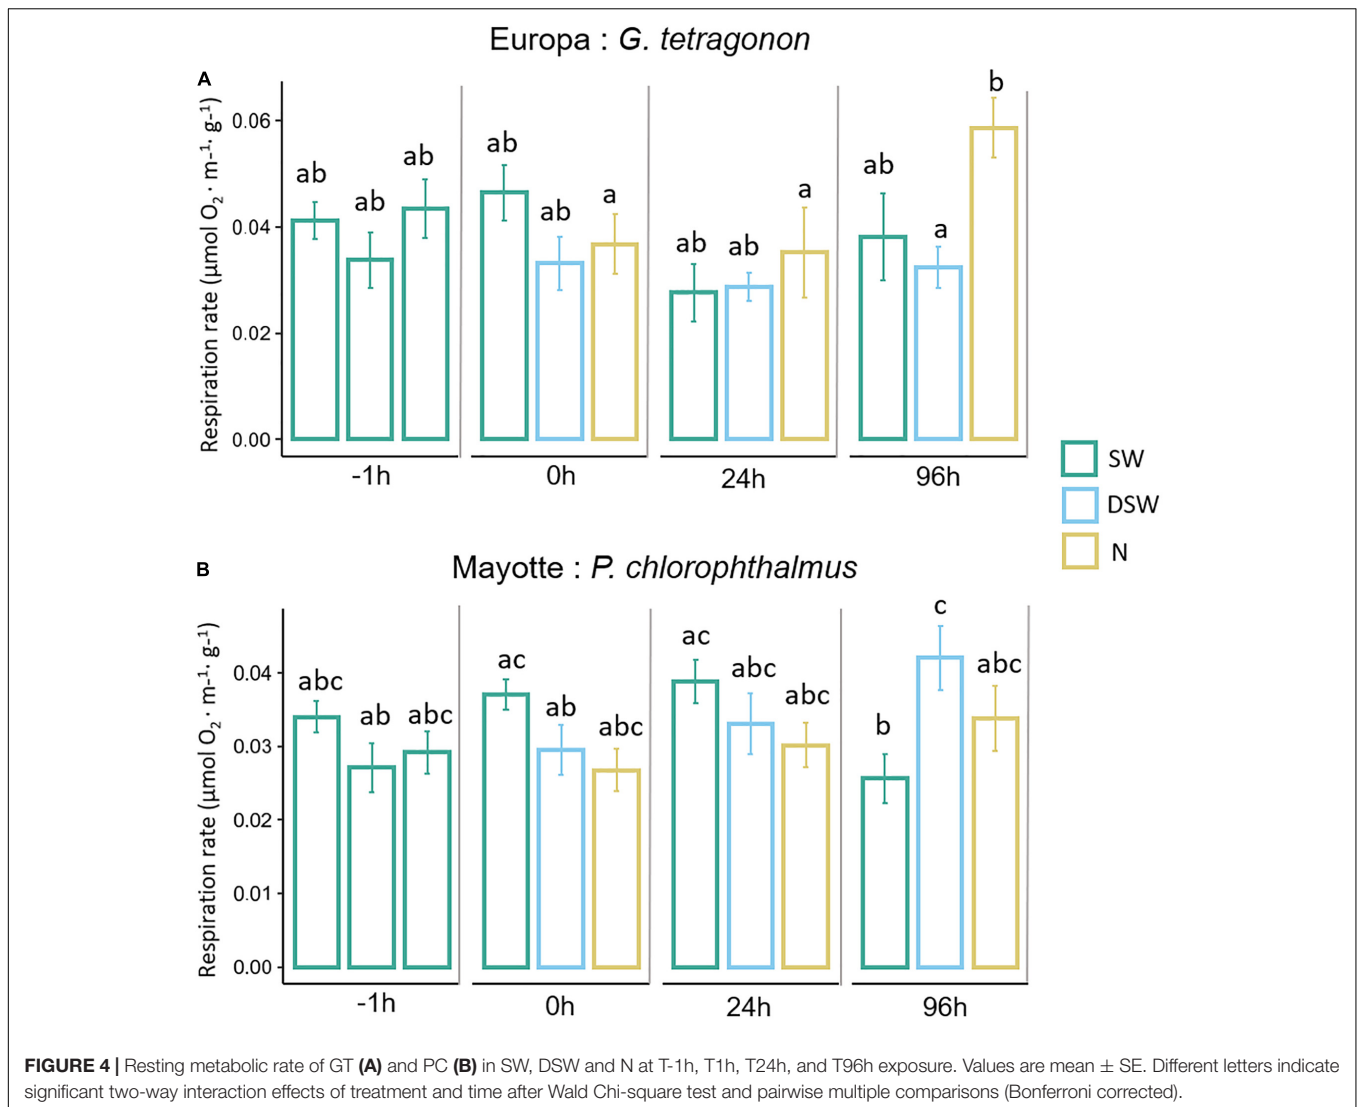 Europa : G. tetragonon
A
Respiration rate (µmol O₂ · m-¹· g-¹)
0.06
0.04
0.02
0.00
ab ab ab
ab ab a
ab ab a
ab a b
-1h 0h 24h 96h
SW
DSW
N
Mayotte : P. chlorophthalmus
B
Respiration rate (µmol O₂ · m-¹· g-¹)
0.04
0.03
0.02
0.01
0.00
abc ab abc
ac ab abc
ac abc abc
b c abc
-1h 0h 24h 96h
FIGURE 4 | Resting metabolic rate of GT (A) and PC (B) in SW, DSW and N at T-1h, T1h, T24h, and T96h exposure. Values are mean ± SE. Different letters indicate
significant two-way interaction effects of treatment and time after Wald Chi-square test and pairwise multiple comparisons (Bonferroni corrected).